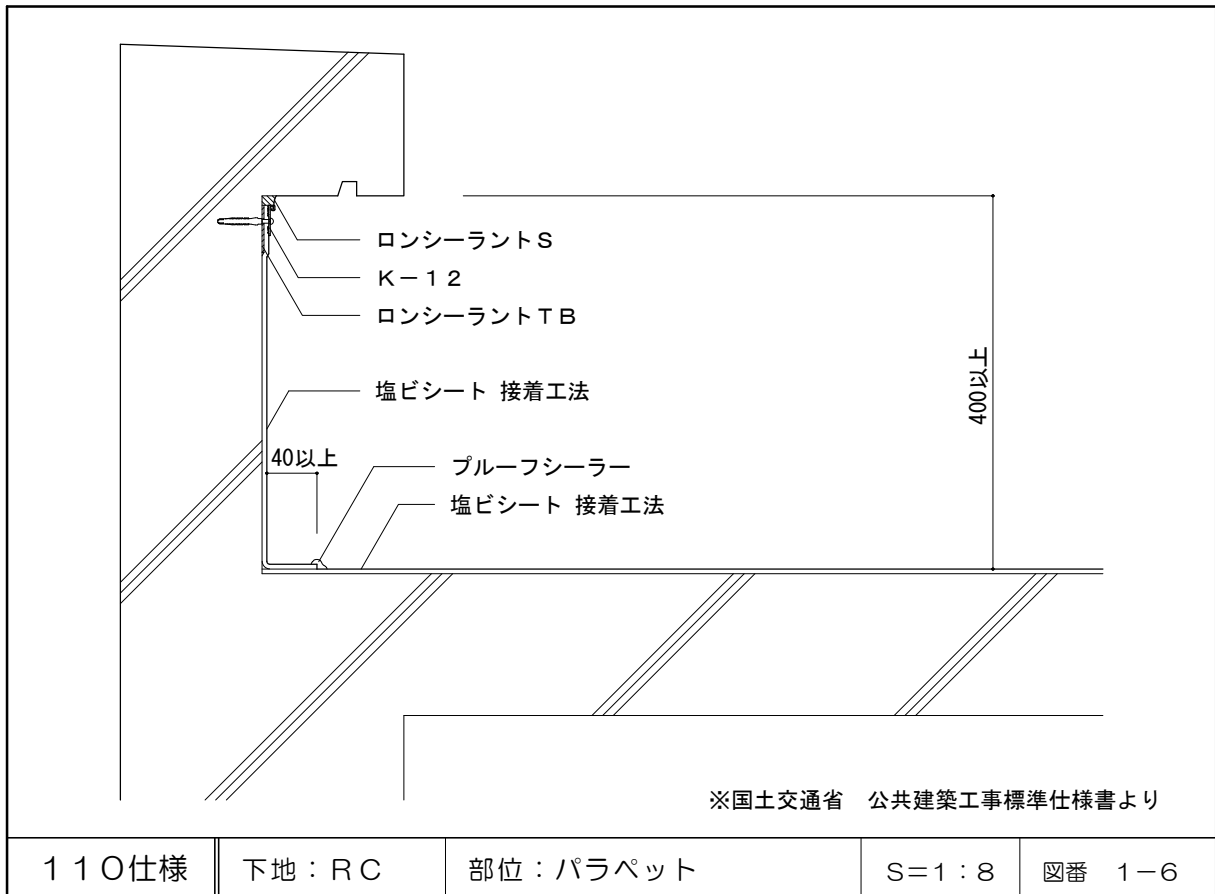 ロンシーラントS
K-12
ロンシーラントTB
塩ビシート 接着工法
40以上
プルーフシーラー
塩ビシート 接着工法
400以上
※国土交通省 公共建築工事標準仕様書より
110仕様 下地:RC 部位:パラペット S=1:8 図番 1-6